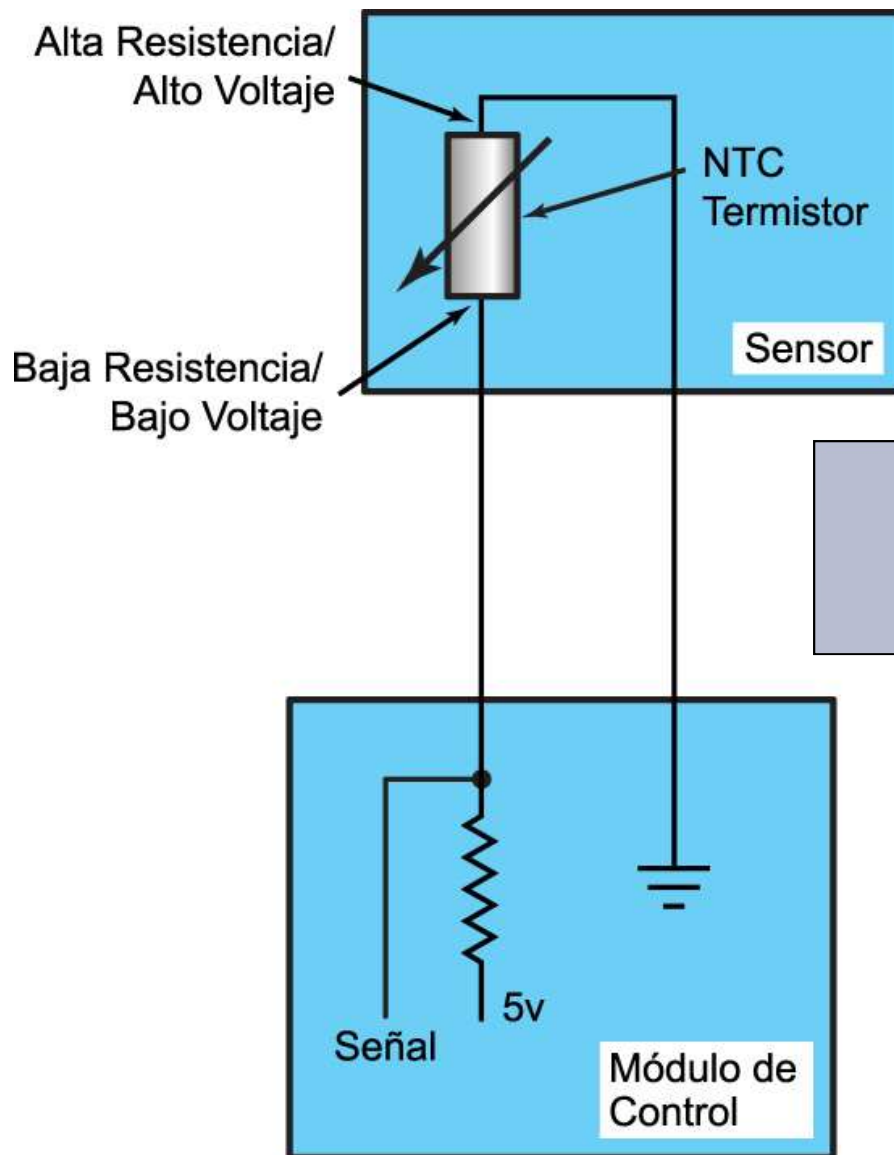 Alta Resistencia/
Alto Voltaje
NTC
Termistor
Sensor
Baja Resistencia/
Bajo Voltaje
5v
Señal
Módulo de
Control